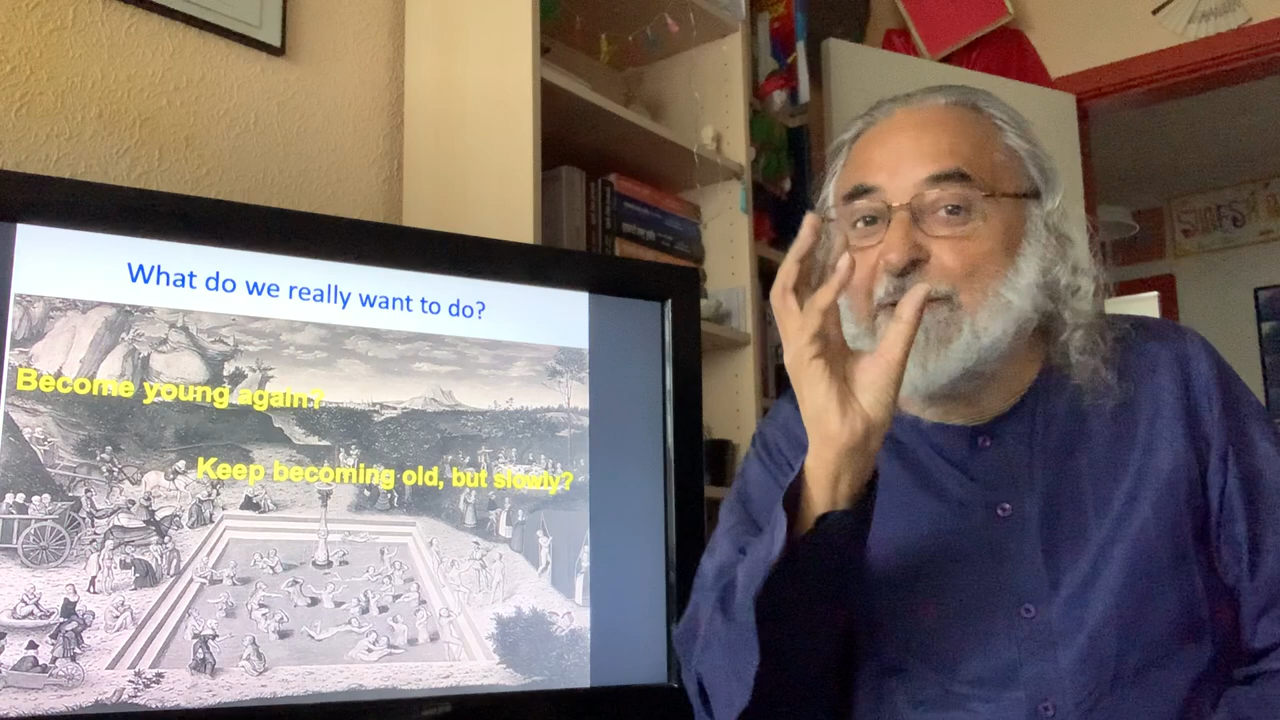 What do we really want to do?
Become young again?
Keep becoming old, but slowly?